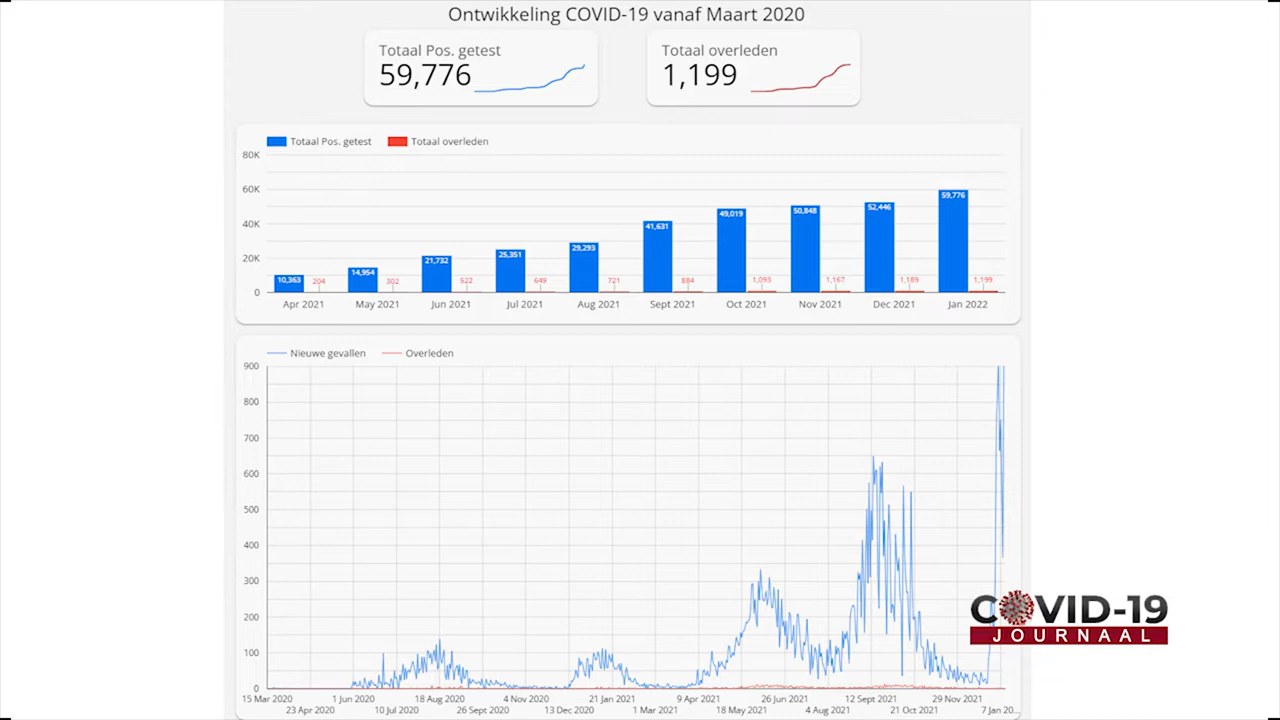 Ontwikkeling COVID-19 vanaf Maart 2020
Totaal Pos. getest
59,776
Totaal overleden
1,199
Totaal Pos. getest Totaal overleden
80K
60K
40K
20K
0
10,363 204 14,954 302 21,732 522 25,351 649 29,293 721 41,631 884 49,019 1,093 50,848 1,167 52,446 1,189 59,776 1,199
Apr 2021 May 2021 Jun 2021 Jul 2021 Aug 2021 Sept 2021 Oct 2021 Nov 2021 Dec 2021 Jan 2022
Nieuwe gevallen Overleden
900
800
700
600
500
400
300
200
100
0
15 Mar 2020 1 Jun 2020 18 Aug 2020 4 Nov 2020 21 Jan 2021 9 Apr 2021 26 Jun 2021 12 Sept 2021 29 Nov 2021
23 Apr 2020 10 Jul 2020 26 Sept 2020 13 Dec 2020 1 Mar 2021 18 May 2021 4 Aug 2021 21 Oct 2021 7 Jan 20...
COVID-19
JOURNAAL